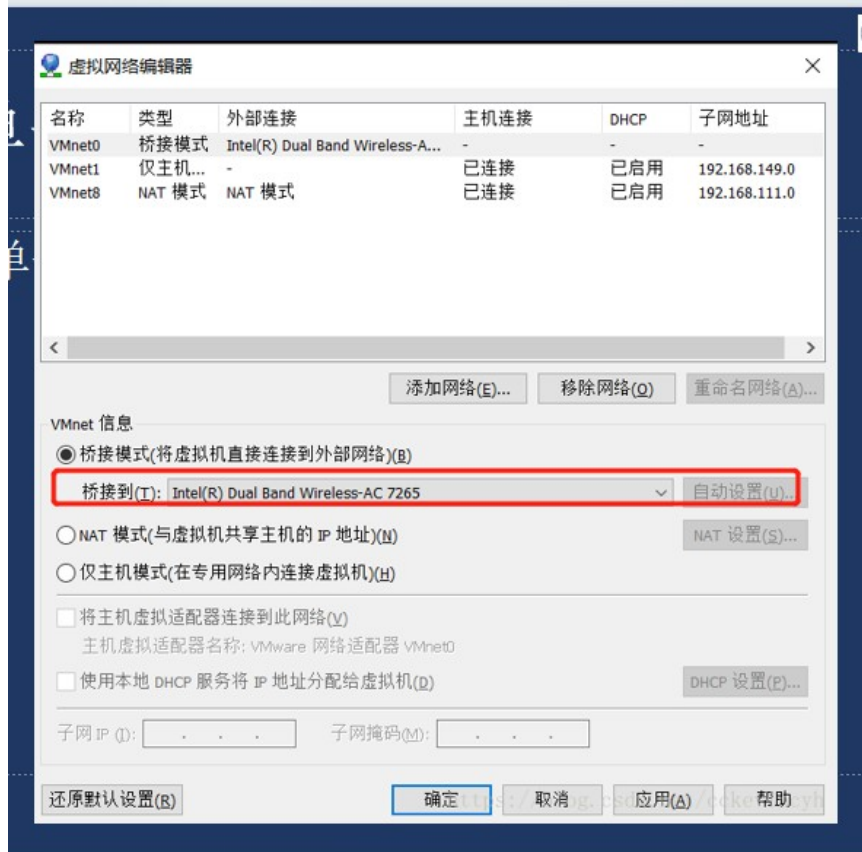 虚拟网络编辑器
名称 类型 外部连接 主机连接 DHCP 子网地址
VMnet0 桥接模式 Intel(R) Dual Band Wireless-A... - - -
VMnet1 仅主机... - 已连接 已启用 192.168.149.0
VMnet8 NAT 模式 NAT 模式 已连接 已启用 192.168.111.0
单
添加网络(E)... 移除网络(O) 重命名网络(A)...
VMnet 信息
桥接模式(将虚拟机直接连接到外部网络)(B)
桥接到(T): Intel(R) Dual Band Wireless-AC 7265 自动设置(U)...
NAT 模式(与虚拟机共享主机的 IP 地址)(N) NAT 设置(S)...
仅主机模式(在专用网络内连接虚拟机)(H)
将主机虚拟适配器连接到此网络(V)
主机虚拟适配器名称: VMware 网络适配器 VMnet0
使用本地 DHCP 服务将 IP 地址分配给虚拟机(D) DHCP 设置(P)...
子网 IP (I): . . . 子网掩码(M): . . .
还原默认设置(R) 确定 取消 应用(A) 帮助